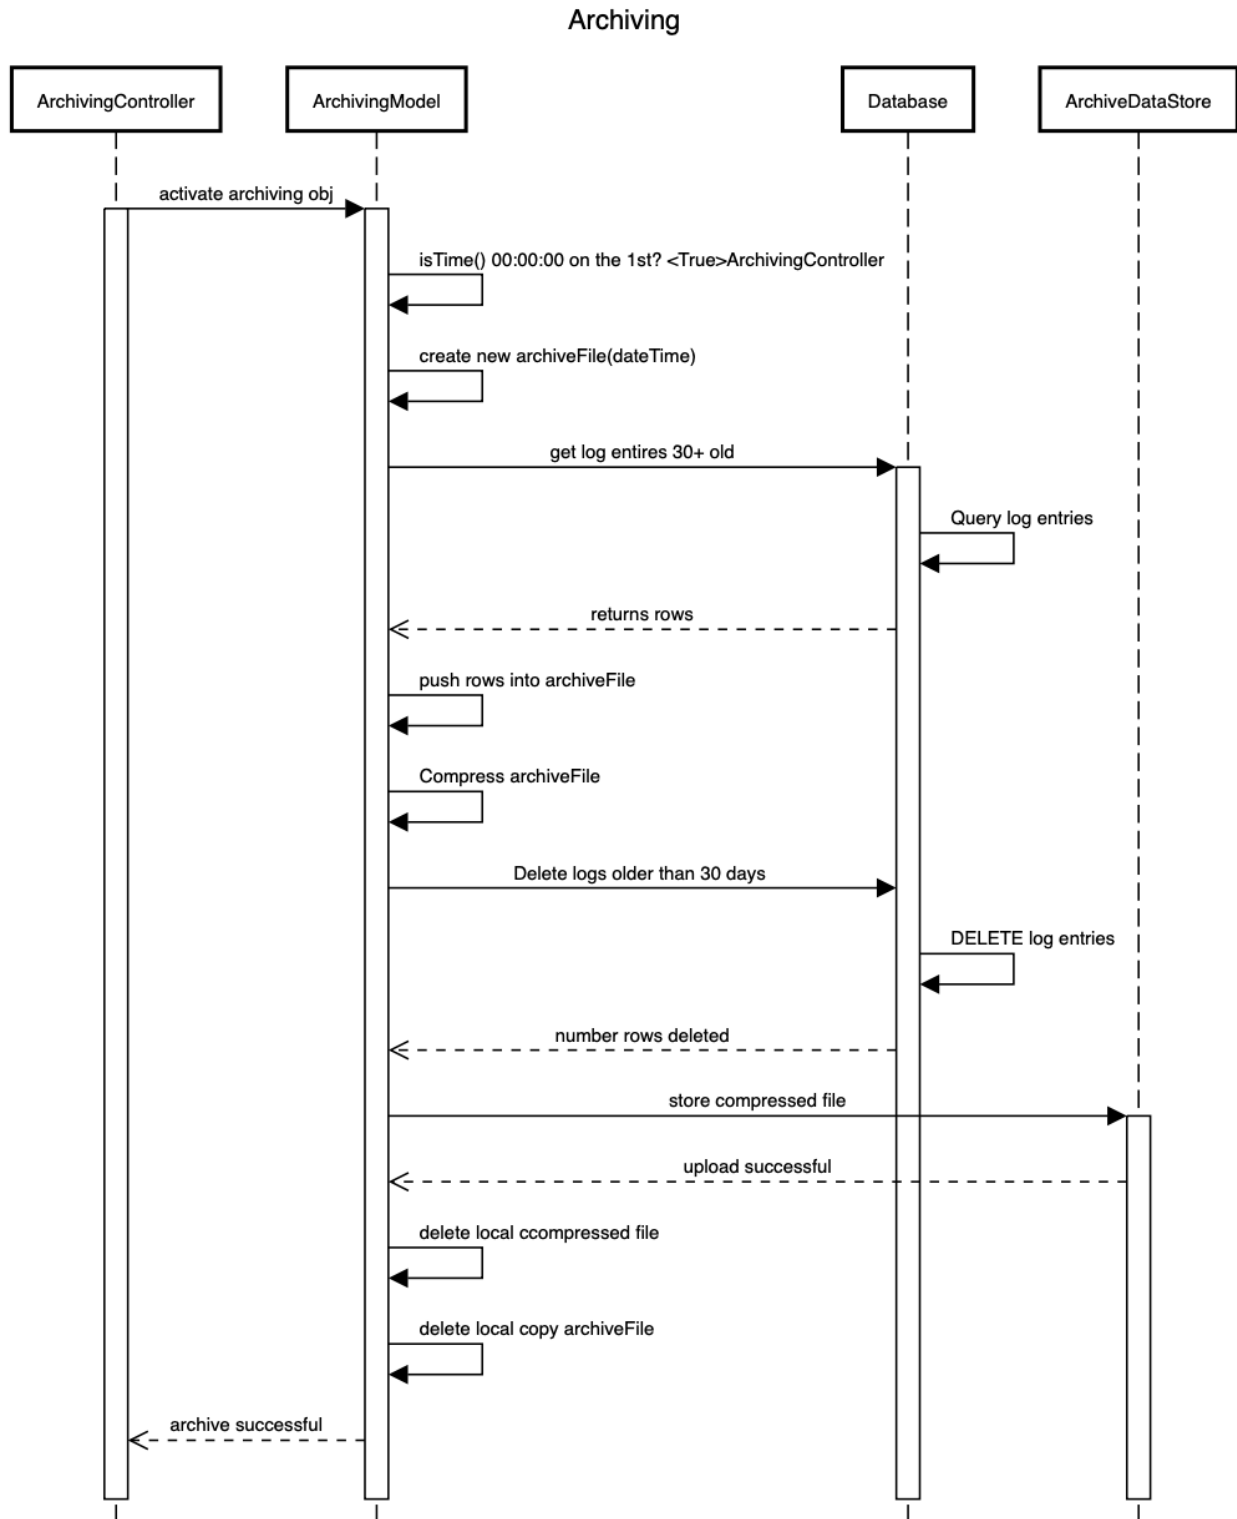 Archiving
ArchivingController
ArchivingModel
Database
ArchiveDataStore
activate archiving obj
isTime() 00:00:00 on the 1st? <True>ArchivingController
create new archiveFile(dateTime)
get log entires 30+ old
Query log entries
returns rows
push rows into archiveFile
Compress archiveFile
Delete logs older than 30 days
DELETE log entries
number rows deleted
store compressed file
upload successful
delete local ccompressed file
delete local copy archiveFile
archive successful